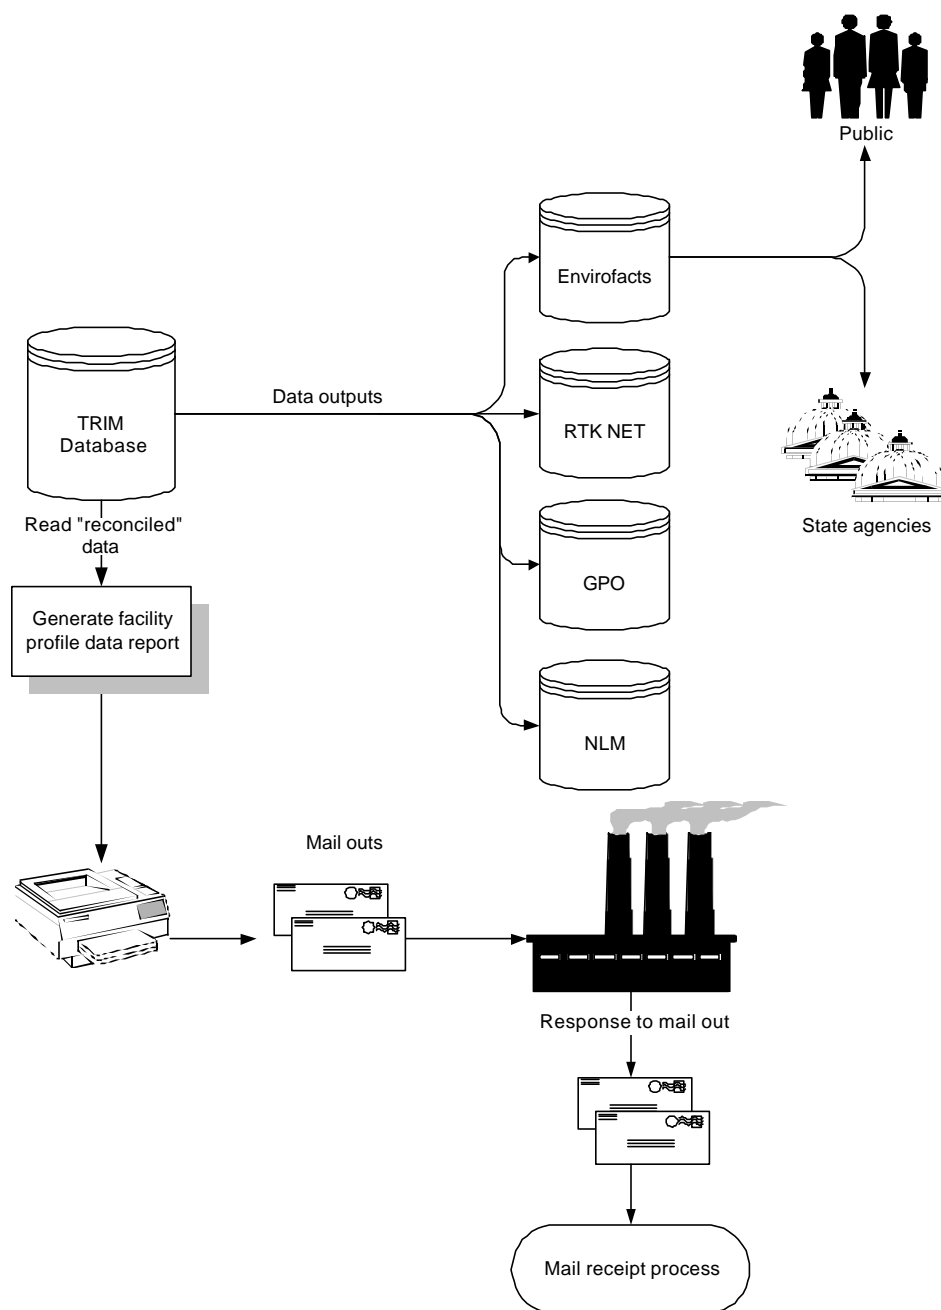 Public
Envirofacts
TRIM
Database
Data outputs
RTK NET
State agencies
Read "reconciled"
data
GPO
Generate facility
profile data report
NLM
Mail outs
Response to mail out
Mail receipt process